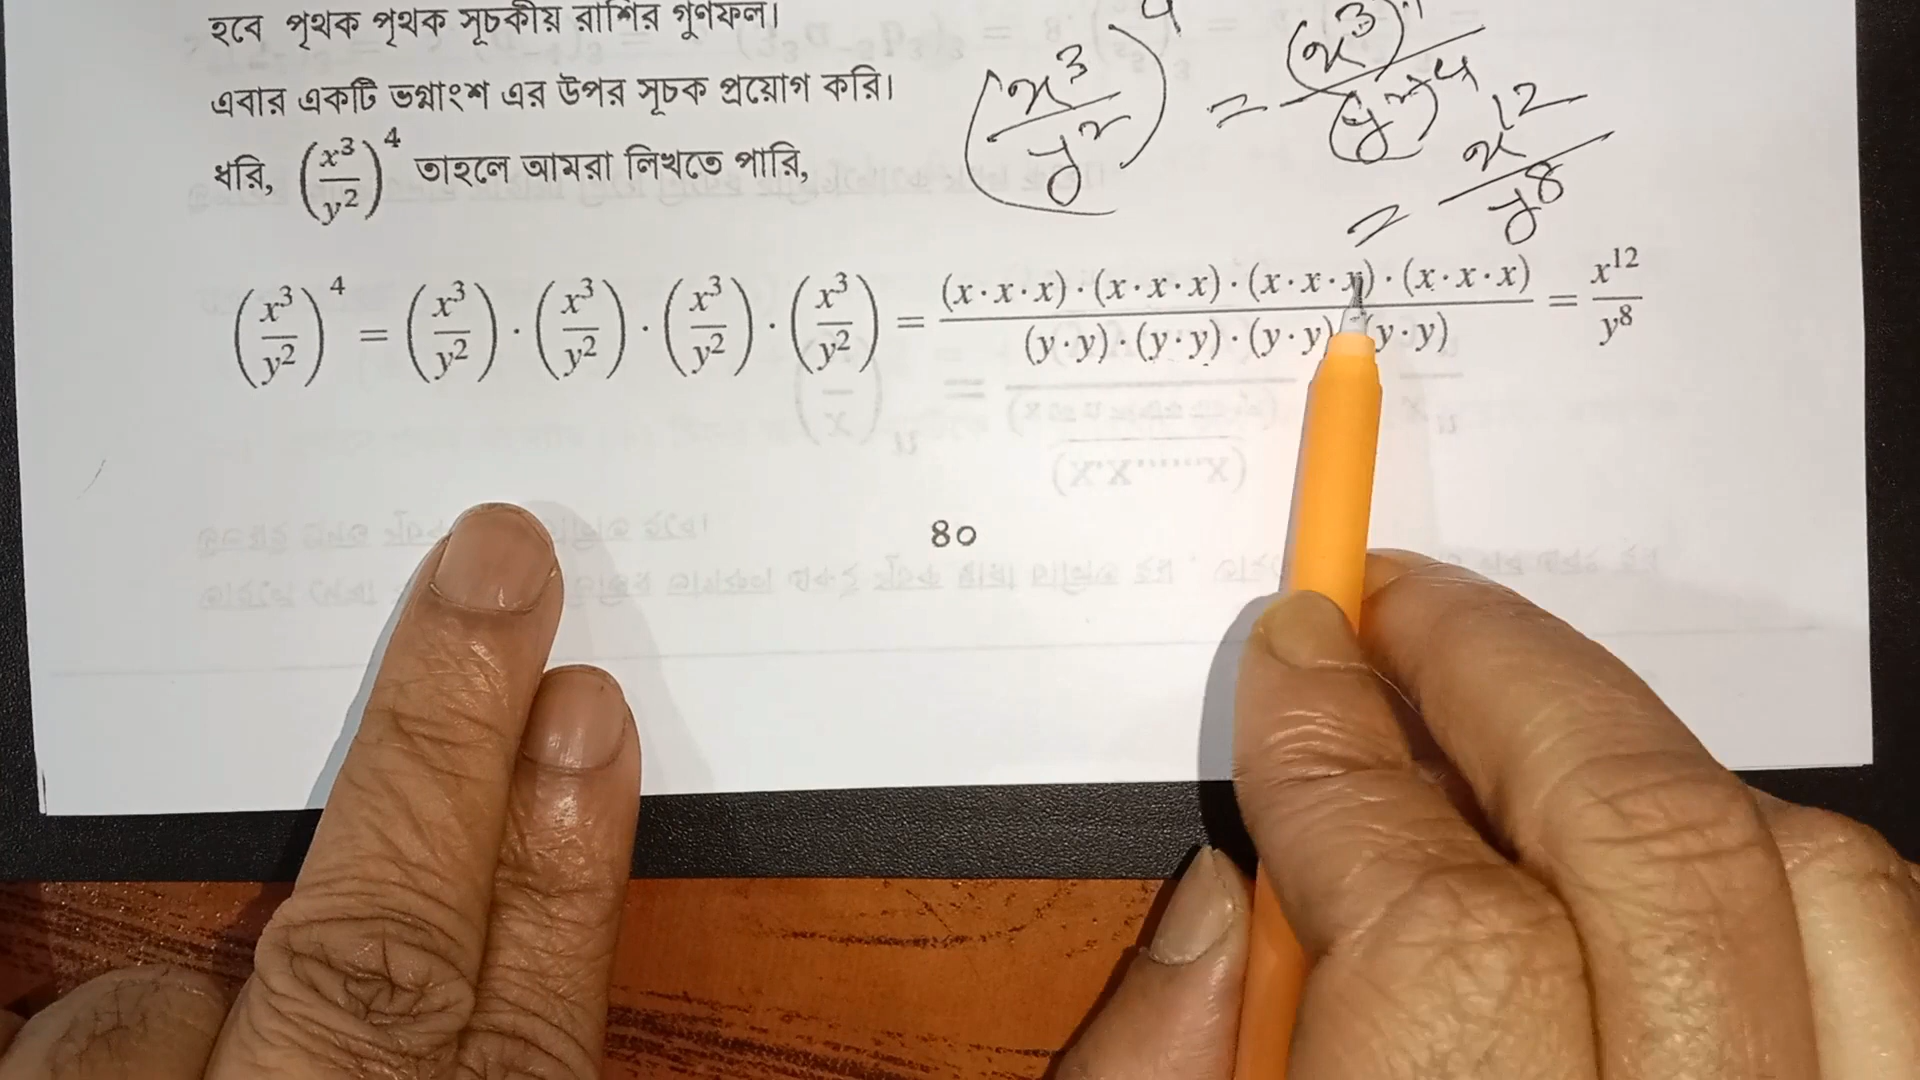 হবে পৃথক পৃথক সূচকীয় রাশির গুণফল।
এবার একটি ভগ্নাংশ এর উপর সূচক প্রয়োগ করি।
ধরি, (x³/y²)⁴ তাহলে আমরা লিখতে পারি,
(x³/y²)⁴ = (x³)⁴/(y²)⁴
= x¹²/y⁸
(x³/y²)⁴ = (x³/y²)·(x³/y²)·(x³/y²)·(x³/y²) = (x·x·x)·(x·x·x)·(x·x·x)·(x·x·x)/(y·y)·(y·y)·(y·y)·(y·y) = x¹²/y⁸
80